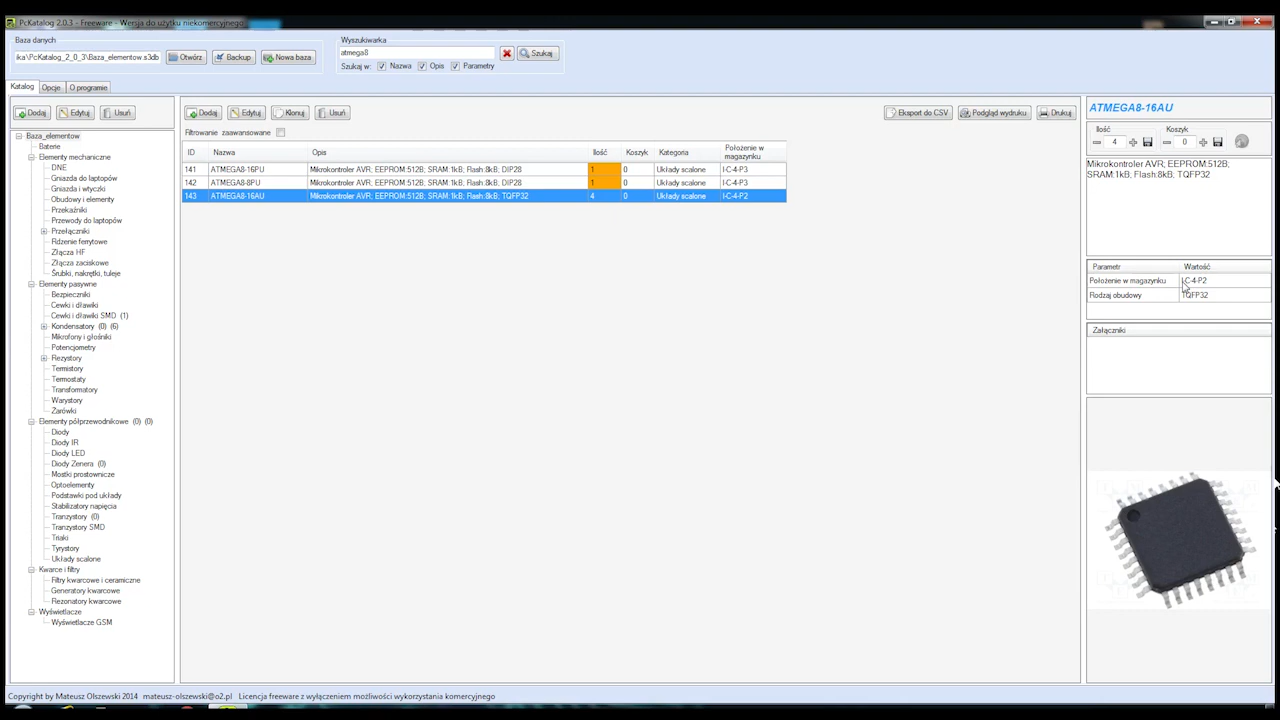 PcKatalog 2.0.3 - Freeware - Wersja do użytku niekomercyjnego
Baza danych
ika\PcKatalog_2_0_3\Baza_elementow.s3db
Otwórz
Backup
Nowa baza
Wyszukiwarka
atmega8
Szukaj
Szukaj w:
Nazwa
Opis
Parametry
Katalog
Opcje
O programie
Dodaj
Edytuj
Usuń
Baza_elementow
Baterie
Elementy mechaniczne
DNE
Gniazda do laptopów
Gniazda i wtyczki
Obudowy i elementy
Przekaźniki
Przewody do laptopów
Przełączniki
Rdzenie ferrytowe
Złącza HF
Złącza zaciskowe
Śrubki, nakrętki, tuleje
Elementy pasywne
Bezpieczniki
Cewki i dławiki
Cewki i dławiki SMD (1)
Kondensatory (0) (6)
Mikrofony i głośniki
Potencjometry
Rezystory
Termistory
Termostaty
Transformatory
Warystory
Żarówki
Elementy półprzewodnikowe (0) (0)
Diody
Diody IR
Diody LED
Diody Zenera (0)
Mostki prostownicze
Optoelementy
Podstawki pod układy
Stabilizatory napięcia
Tranzystory (0)
Tranzystory SMD
Triaki
Tyrystory
Układy scalone
Kwarce i filtry
Filtry kwarcowe i ceramiczne
Generatory kwarcowe
Rezonatory kwarcowe
Wyświetlacze
Wyświetlacze GSM
Dodaj
Edytuj
Klonuj
Usuń
Eksport do CSV
Podgląd wydruku
Drukuj
Filtrowanie zaawansowane
ID Nazwa Opis Ilość Koszyk Kategoria Położenie w
magazynku
141 ATMEGA8-16PU Mikrokontroler AVR; EEPROM:512B; SRAM:1kB; Flash:8kB; DIP28 1 0 Układy scalone I-C-4-P3
142 ATMEGA8-8PU Mikrokontroler AVR; EEPROM:512B; SRAM:1kB; Flash:8kB; DIP28 1 0 Układy scalone I-C-4-P3
143 ATMEGA8-16AU Mikrokontroler AVR; EEPROM:512B; SRAM:1kB; Flash:8kB; TQFP32 4 0 Układy scalone I-C-4-P2
ATMEGA8-16AU
Ilość
4
Koszyk
0
Mikrokontroler AVR; EEPROM:512B;
SRAM:1kB; Flash:8kB; TQFP32
Parametr Wartość
Położenie w magazynku I-C-4-P2
Rodzaj obudowy TQFP32
Załączniki
Copyright by Mateusz Olszewski 2014 mateusz-olszewski@o2.pl Licencja freeware z wyłączeniem możliwości wykorzystania komercyjnego